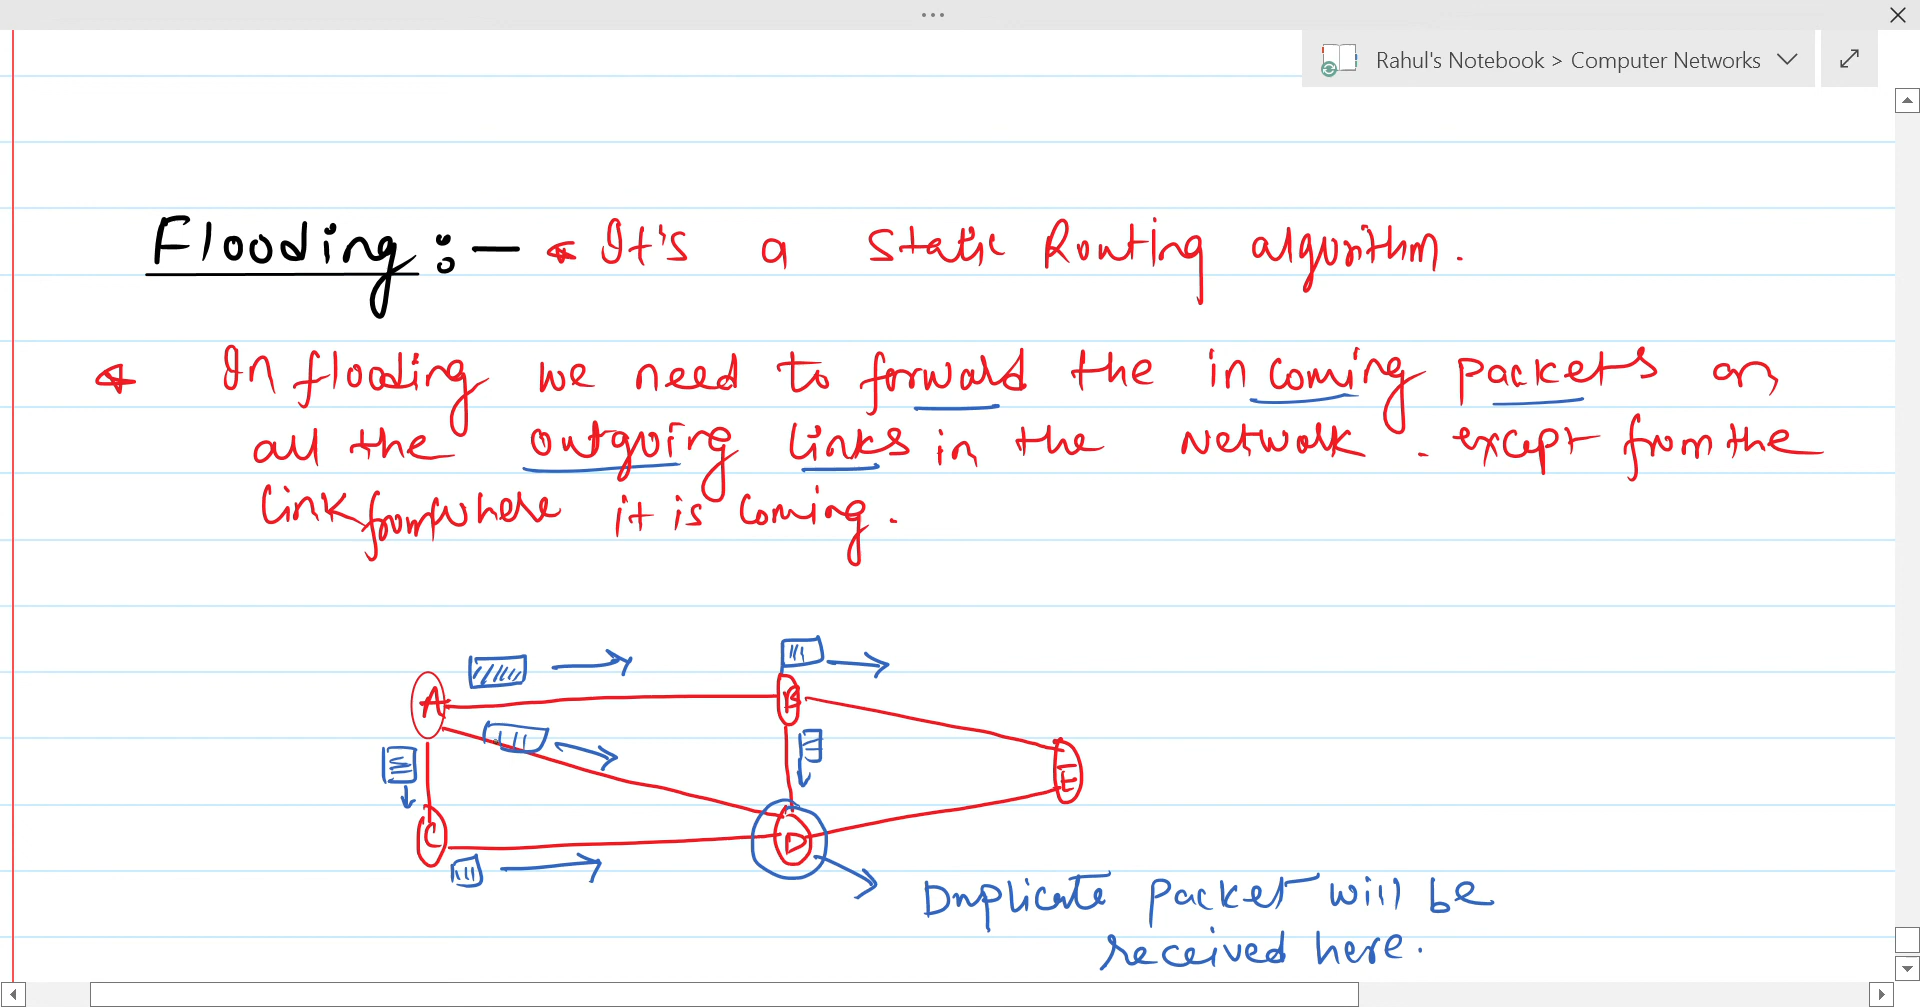 Rahul's Notebook > Computer Networks
Flooding :- It's a Static Routing algorithm.
In flooding we need to forward the incoming packets on
all the outgoing links in the Network. except from the
link from where it is coming.
A
B
E
C
D
Duplicate Packet will be
received here.